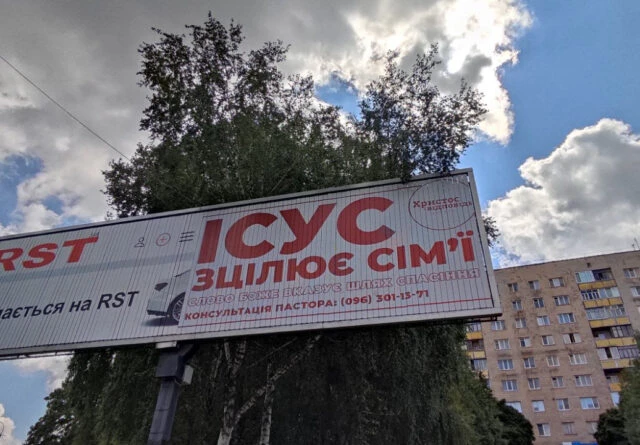 RST
ається на RST
ІСУС
ЗЦІЛЮЄ СІМ'Ї
СЛОВО БОЖЕ ВКАЗУЄ ШЛЯХ СПАСІННЯ
КОНСУЛЬТАЦІЯ ПАСТОРА: (096) 301-13-71
Христос
відповідь